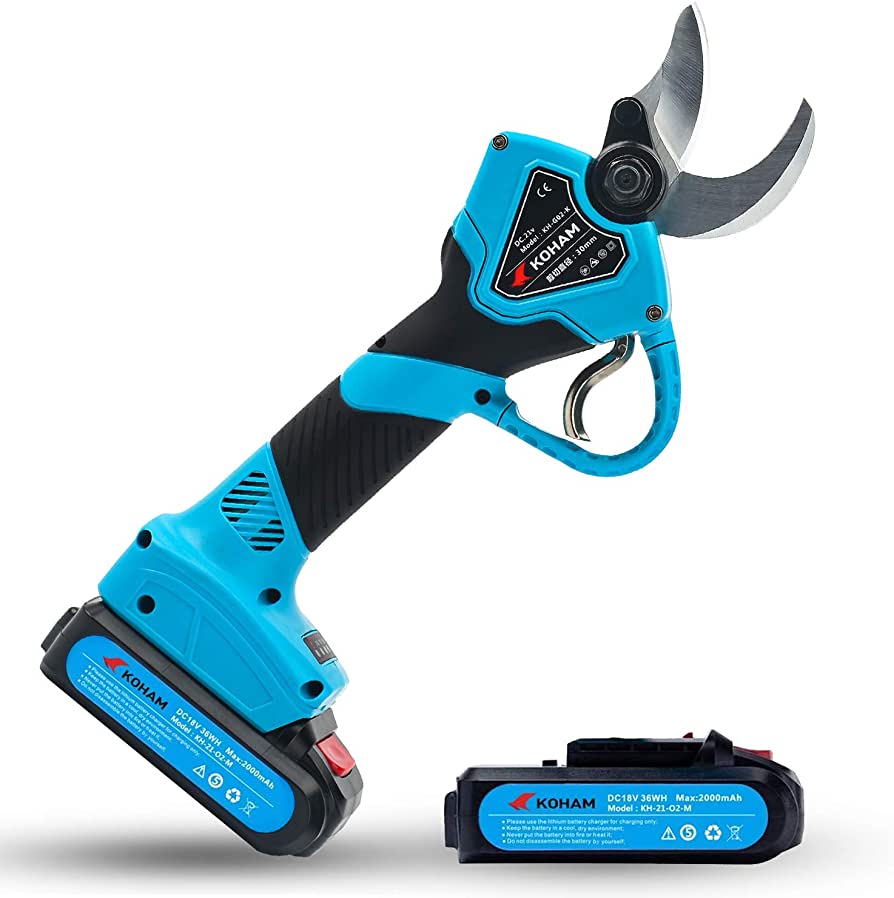 CE
DC 21v
Model : KH-G02-K
KOHAM
剪切直径 : 30mm
KOHAM
DC18V 36WH Max:2000mAh
Model : KH-21-O2-M
● Please use the lithium battery charger for charging only;
● Keep the battery in a cool, dry environment;
● Never put the battery into fire or heat it;
● Do not disassemble the battery by yourself;
5
KOHAM
DC18V 36WH Max:2000mAh
Model : KH-21-O2-M
● Please use the lithium battery charger for charging only;
● Keep the battery in a cool, dry environment;
● Never put the battery into fire or heat it;
● Do not disassemble the battery by yourself;
5